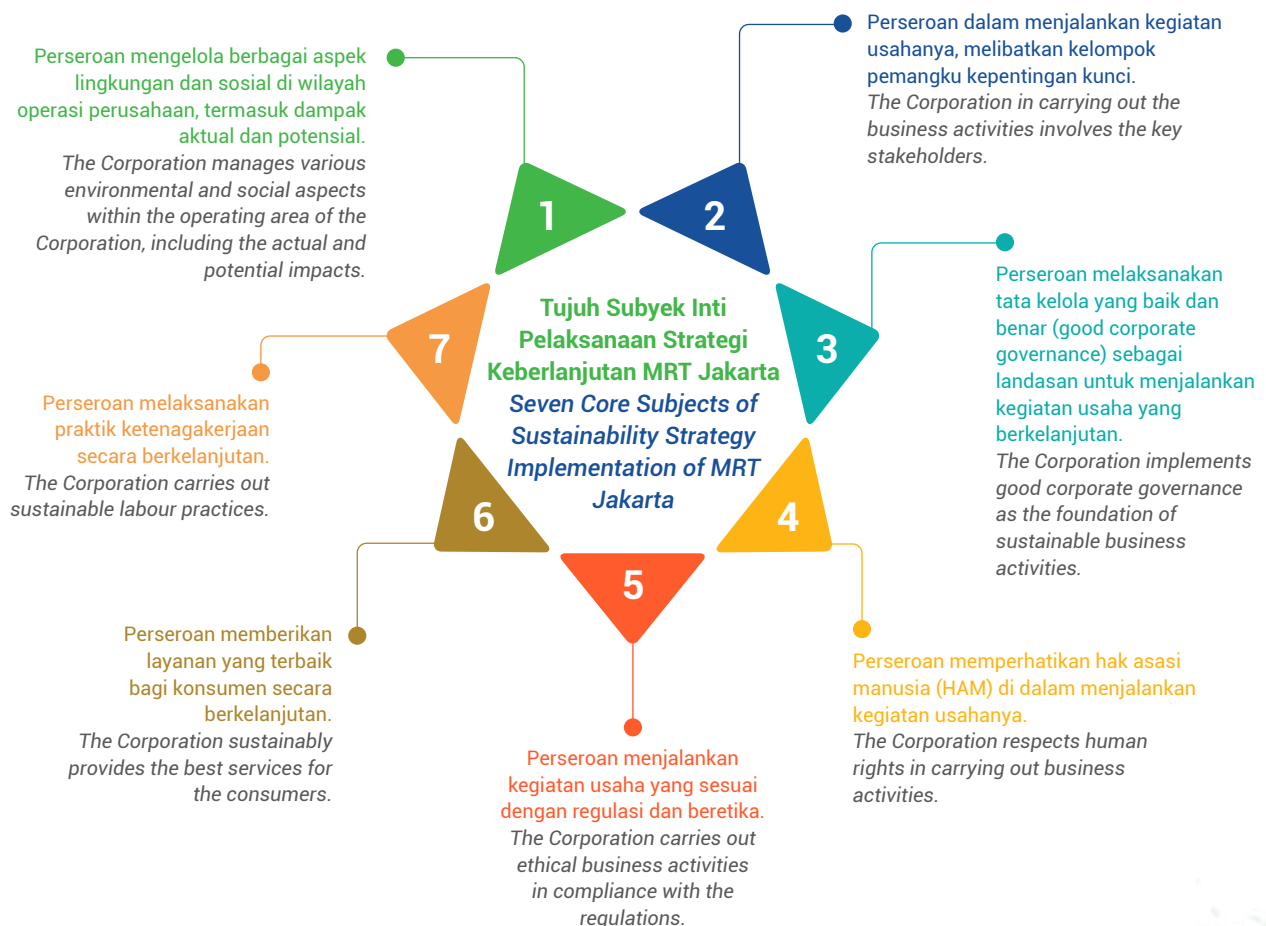 Tujuh Subyek Inti
Pelaksanaan Strategi
Keberlanjutan MRT Jakarta
Seven Core Subjects of
Sustainability Strategy
Implementation of MRT
Jakarta
1
Perseroan mengelola berbagai aspek
lingkungan dan sosial di wilayah
operasi perusahaan, termasuk dampak
aktual dan potensial.
The Corporation manages various
environmental and social aspects
within the operating area of the
Corporation, including the actual and
potential impacts.
2
Perseroan dalam menjalankan kegiatan
usahanya, melibatkan kelompok
pemangku kepentingan kunci.
The Corporation in carrying out the
business activities involves the key
stakeholders.
3
Perseroan melaksanakan
tata kelola yang baik dan
benar (good corporate
governance) sebagai
landasan untuk menjalankan
kegiatan usaha yang
berkelanjutan.
The Corporation implements
good corporate governance
as the foundation of
sustainable business
activities.
4
Perseroan memperhatikan hak asasi
manusia (HAM) di dalam menjalankan
kegiatan usahanya.
The Corporation respects human
rights in carrying out business
activities.
5
Perseroan menjalankan
kegiatan usaha yang sesuai
dengan regulasi dan beretika.
The Corporation carries out
ethical business activities
in compliance with the
regulations.
6
Perseroan memberikan
layanan yang terbaik
bagi konsumen secara
berkelanjutan.
The Corporation sustainably
provides the best services for
the consumers.
7
Perseroan melaksanakan
praktik ketenagakerjaan
secara berkelanjutan.
The Corporation carries out
sustainable labour practices.